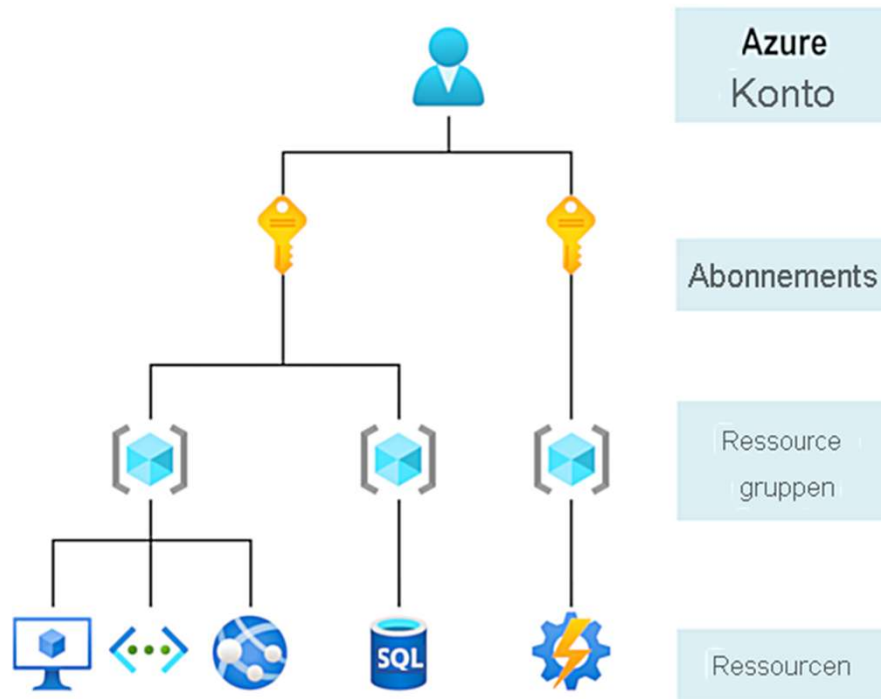 Azure
Konto
Abonnements
Ressource
gruppen
SQL
Ressourcen